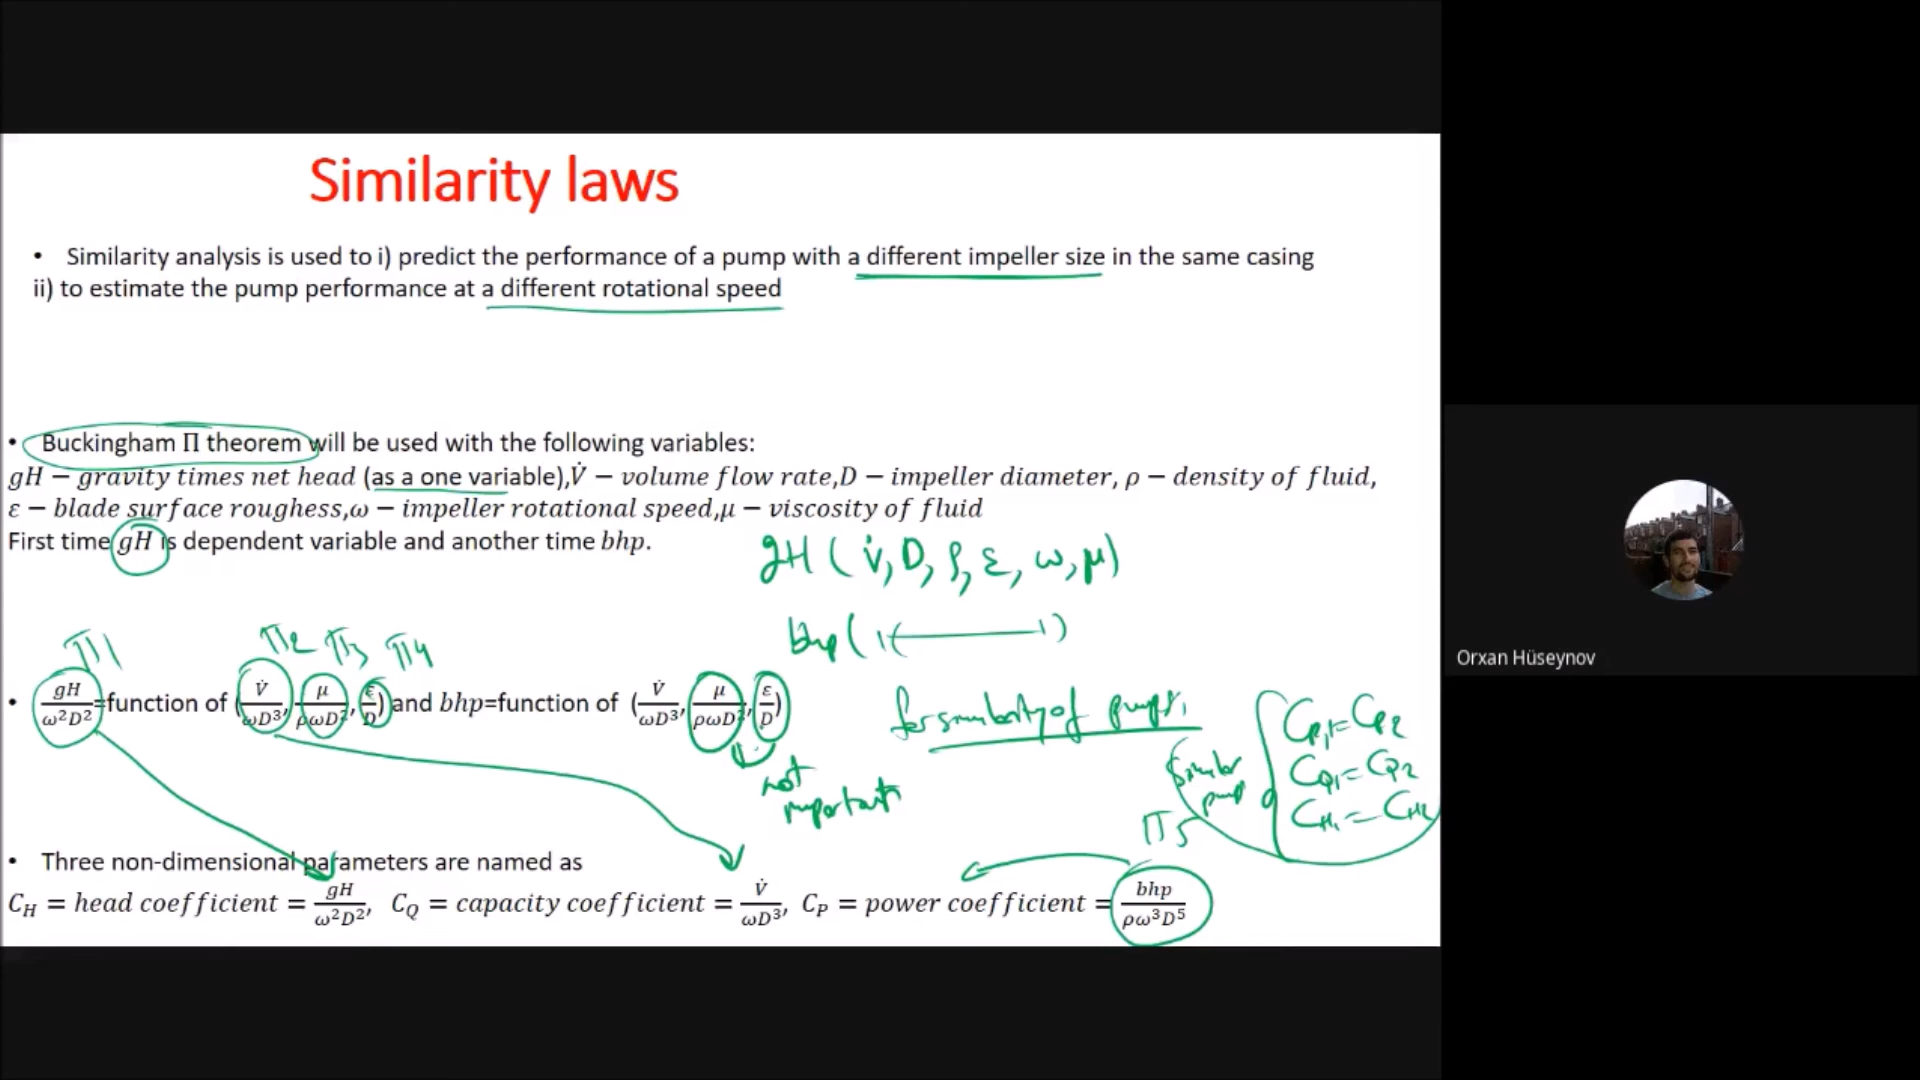 Similarity laws
• Similarity analysis is used to i) predict the performance of a pump with a different impeller size in the same casing
ii) to estimate the pump performance at a different rotational speed
• Buckingham Π theorem will be used with the following variables:
gH − gravity times net head (as a one variable),V̇ − volume flow rate,D − impeller diameter, ρ − density of fluid,
ε − blade surface roughess,ω − impeller rotational speed,μ − viscosity of fluid
First time gH is dependent variable and another time bhp.
gH ( V̇, D, ρ, ε, ω, μ)
bhp (
π1 π2 π3 π4
• gH/ω²D²=function of (V̇/ωD³, μ/ρωD², ε/D) and bhp=function of (V̇/ωD³, μ/ρωD², ε/D)
not
important
for similarity of pumps,
similar
pump
CP1=CP2
CQ1=CQ2
CH1=CH2
π5
• Three non-dimensional parameters are named as
C_H = head coefficient = gH/ω²D², C_Q = capacity coefficient = V̇/ωD³, C_P = power coefficient = bhp/ρω³D⁵
Orxan Hüseynov